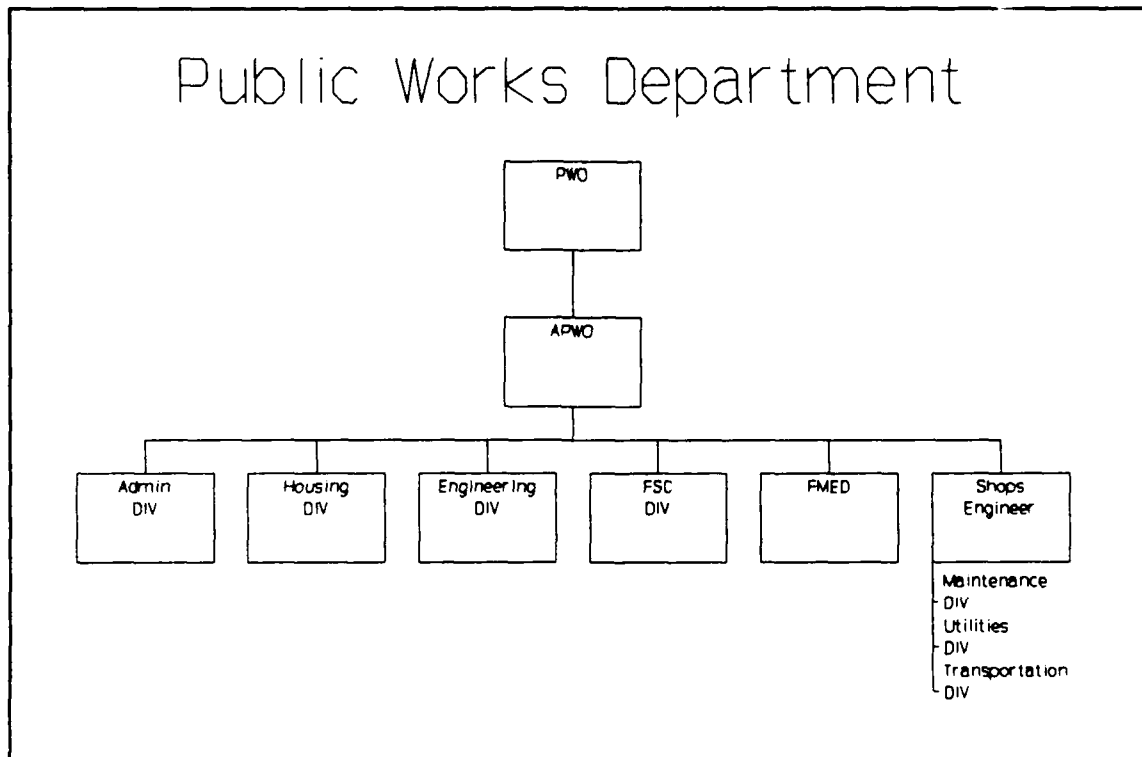 Public Works Department
PWO
APWO
Admin
DIV
Housing
DIV
Engineering
DIV
FSC
DIV
FMED
Shops
Engineer
Maintenance
DIV
Utilities
DIV
Transportation
DIV